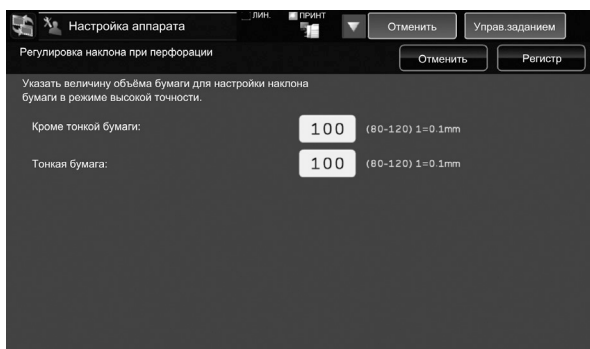 Настройка аппарата
ЛИН.
ПРИНТ
Отменить
Управ.заданием
Регулировка наклона при перфорации
Отменить
Регистр
Указать величину объёма бумаги для настройки наклона
бумаги в режиме высокой точности.
Кроме тонкой бумаги:
100
(80-120) 1=0.1mm
Тонкая бумага:
100
(80-120) 1=0.1mm